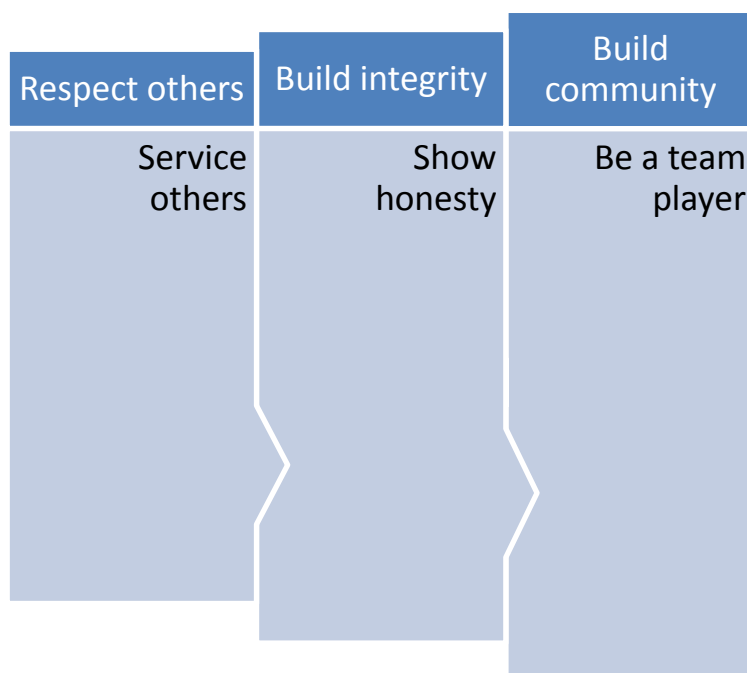 Respect others
Service
others
Build integrity
Show
honesty
Build
community
Be a team
player